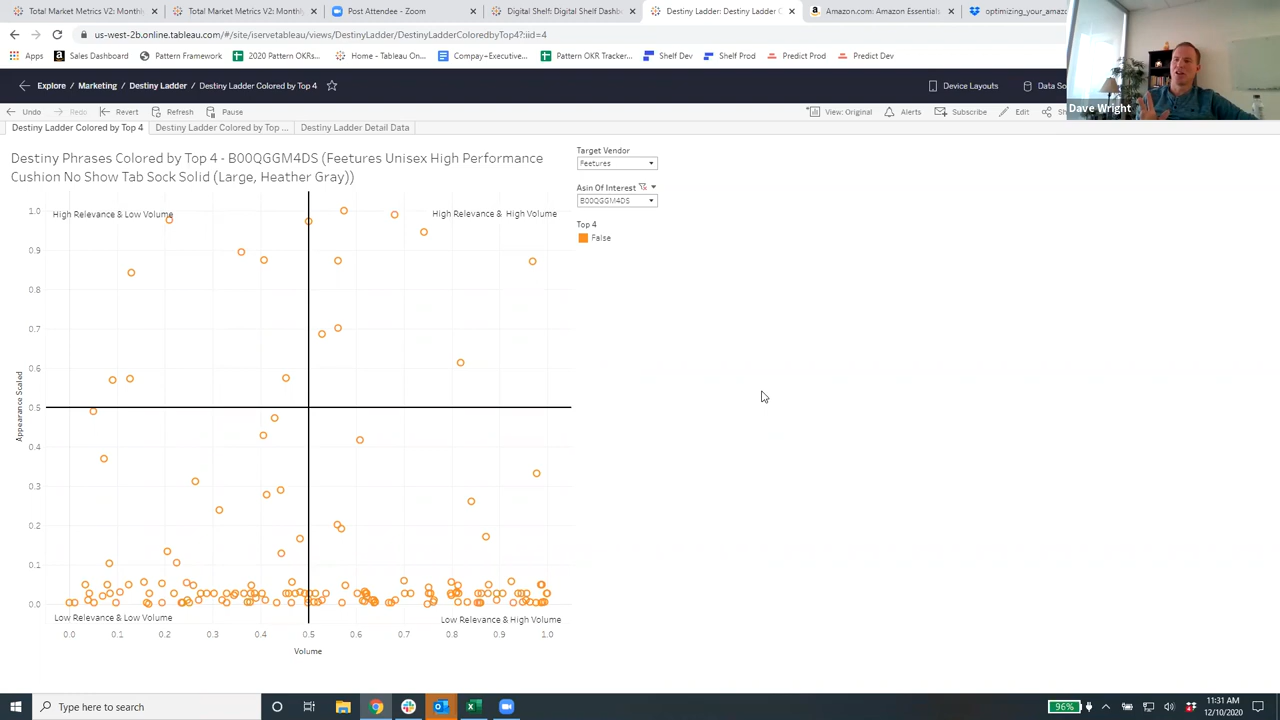 Total Metrics V2: Monthly
Total Market Metrics V2: Monthly
Post Attendee - Zoom
Digital Shelf: Digital Shelf Dashb
Destiny Ladder: Destiny Ladder C
Amazon.com: Amazon Essentials
optimizing_your_amaz
us-west-2b.online.tableau.com/#/site/iservetableau/views/DestinyLadder/DestinyLadderColoredbyTop4?:iid=4
Apps
Sales Dashboard
Pattern Framework
2020 Pattern OKRs...
Home - Tableau On...
Compay+Executive...
Pattern OKR Tracker...
Shelf Dev
Shelf Prod
Predict Prod
Predict Dev
Explore / Marketing / Destiny Ladder / Destiny Ladder Colored by Top 4
Device Layouts
Data So
Dave Wright
Undo
Redo
Revert
Refresh
Pause
View: Original
Alerts
Subscribe
Edit
Sh
Destiny Ladder Colored by Top 4
Destiny Ladder Colored by Top ...
Destiny Ladder Detail Data
Destiny Phrases Colored by Top 4 - B00QGGM4DS (Feetures Unisex High Performance
Cushion No Show Tab Sock Solid (Large, Heather Gray))
Target Vendor
Feetures
Asin Of Interest
B00QGGM4DS
Top 4
False
High Relevance & Low Volume
High Relevance & High Volume
Appearance Scaled
1.0
0.9
0.8
0.7
0.6
0.5
0.4
0.3
0.2
0.1
0.0
Low Relevance & Low Volume
Low Relevance & High Volume
0.0 0.1 0.2 0.3 0.4 0.5 0.6 0.7 0.8 0.9 1.0
Volume
Type here to search
96%
11:31 AM
12/10/2020